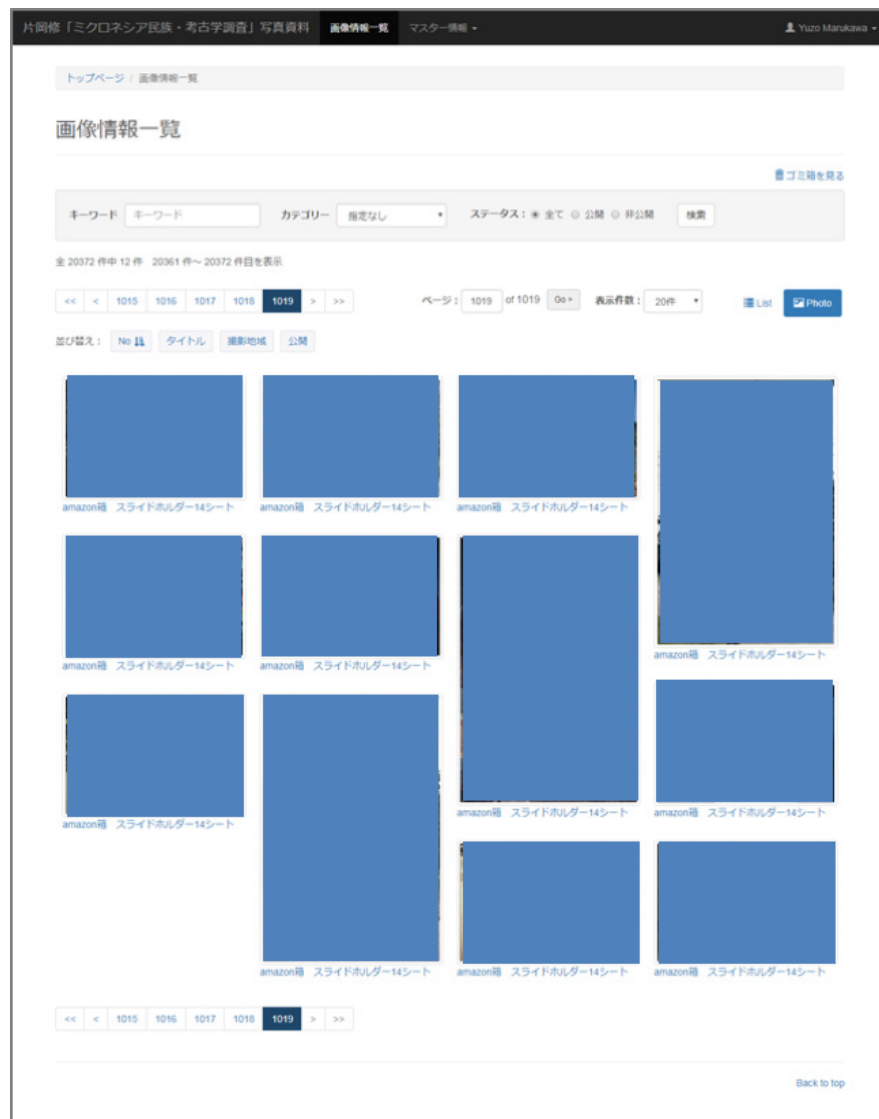 片岡修「ミクロネシア民族・考古学調査」写真資料 画像情報一覧 マスター情報 Yuzo Marukawa
トップページ / 画像情報一覧
画像情報一覧
ゴミ箱を見る
キーワード キーワード カテゴリー 指定なし ステータス： 全て 公開 非公開 検索
全 20372 件中 12 件 20361 件～ 20372 件目を表示
<< < 1015 1016 1017 1018 1019 > >> ページ： 1019 of 1019 Go > 表示件数： 20件 List Photo
並び替え： No タイトル 撮影地域 公開
amazon箱 スライドホルダー14シート amazon箱 スライドホルダー14シート amazon箱 スライドホルダー14シート
amazon箱 スライドホルダー14シート
amazon箱 スライドホルダー14シート amazon箱 スライドホルダー14シート
amazon箱 スライドホルダー14シート amazon箱 スライドホルダー14シート
amazon箱 スライドホルダー14シート
amazon箱 スライドホルダー14シート amazon箱 スライドホルダー14シート amazon箱 スライドホルダー14シート
<< < 1015 1016 1017 1018 1019 > >>
Back to top